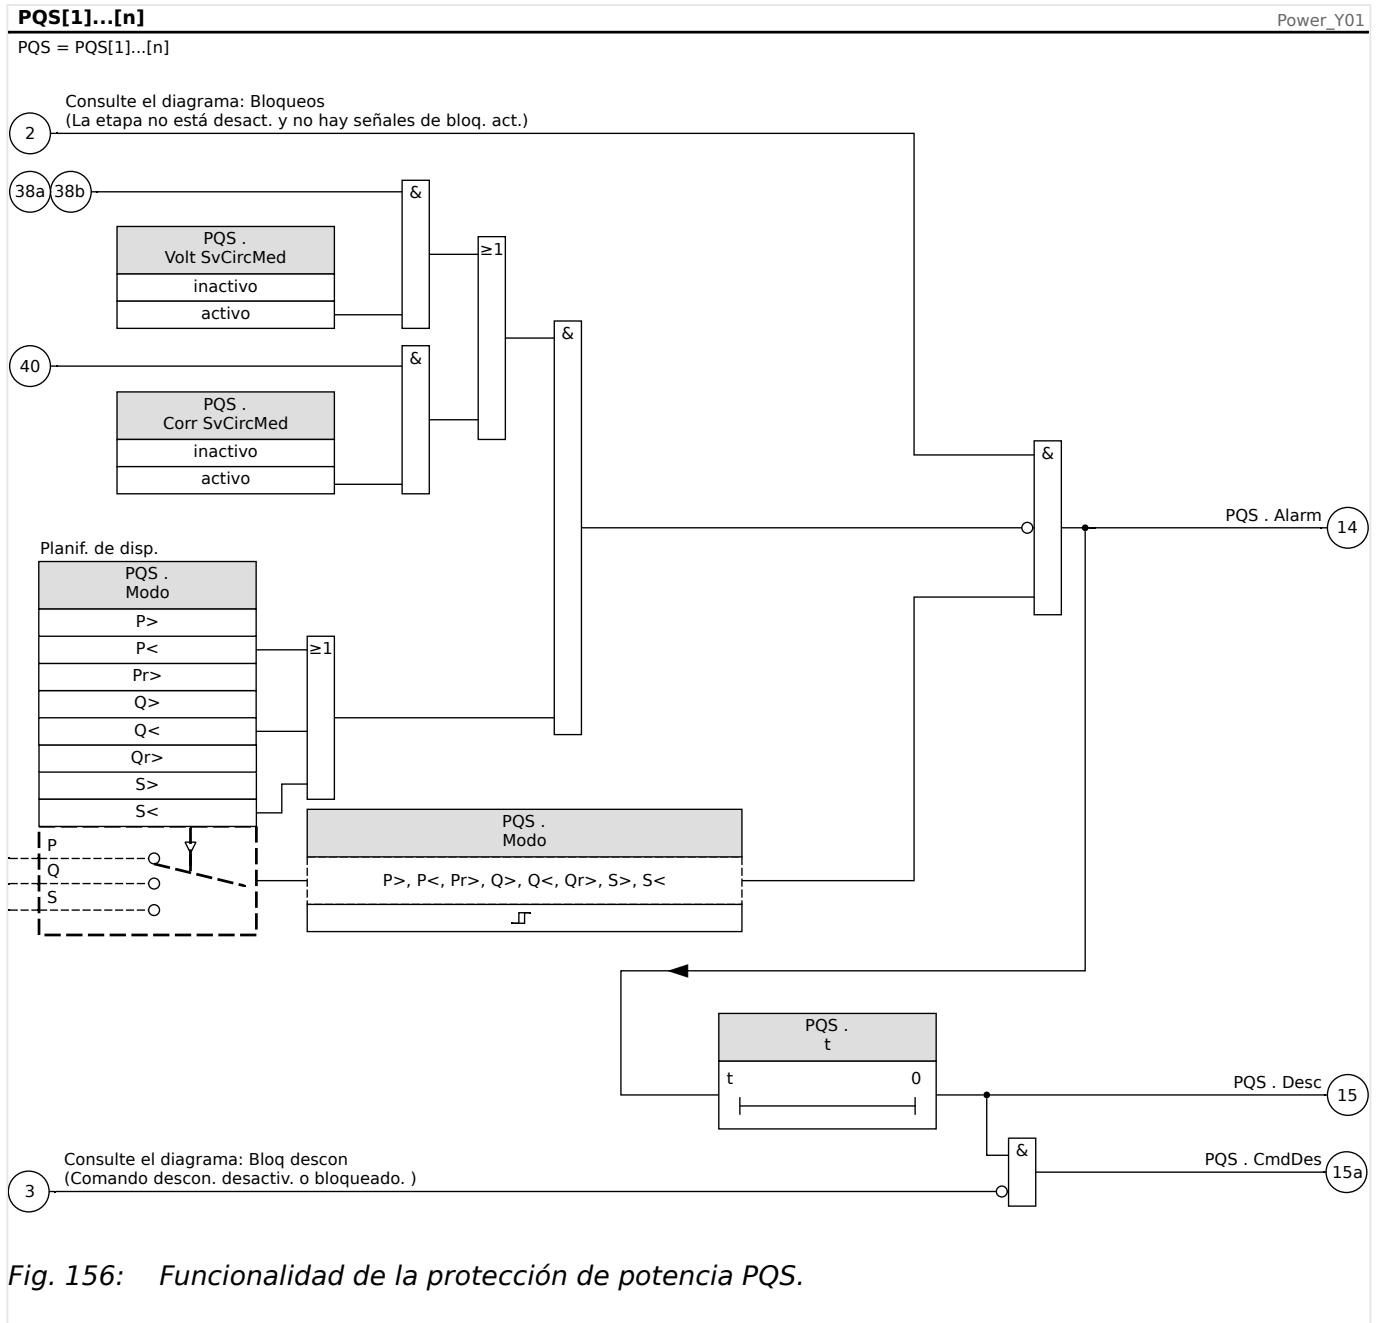 PQS[1]...[n]
Power_Y01
PQS = PQS[1]...[n]
Consulte el diagrama: Bloqueos
(La etapa no está desact. y no hay señales de bloq. act.)
2
38a 38b
&
PQS .
Volt SvCircMed
inactivo
activo
≥1
&
40
&
PQS .
Corr SvCircMed
inactivo
activo
&
PQS . Alarm
14
Planif. de disp.
PQS .
Modo
P>
P<
Pr>
Q>
Q<
Qr>
S>
S<
≥1
P
Q
S
PQS .
Modo
P>, P<, Pr>, Q>, Q<, Qr>, S>, S<
PQS .
t
t 0
PQS . Desc
15
&
PQS . CmdDes
15a
Consulte el diagrama: Bloq descon
(Comando descon. desactiv. o bloqueado. )
3
Fig. 156: Funcionalidad de la protección de potencia PQS.